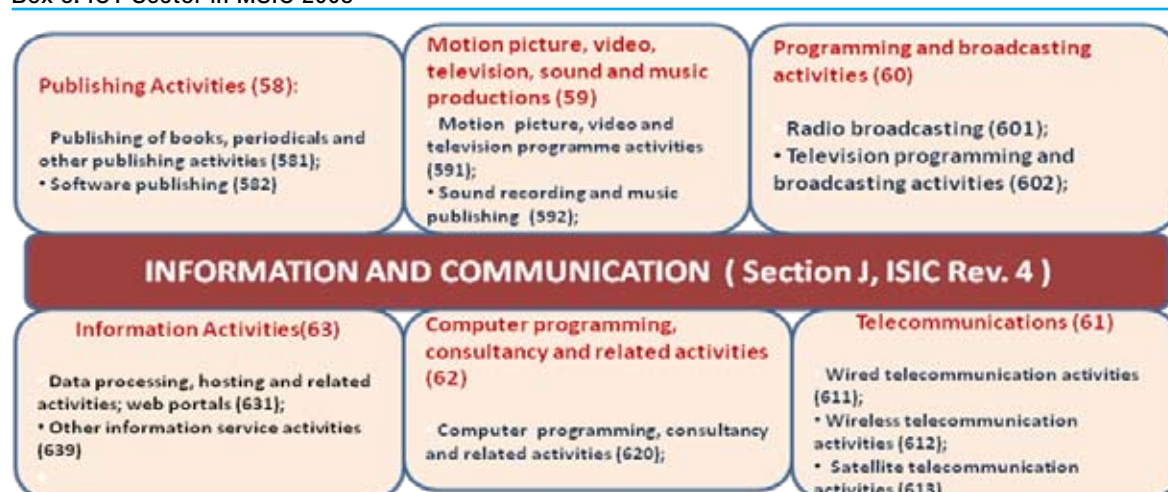 Box 3: ICT Sector in MSIC 2008
Publishing Activities (58):
Publishing of books, periodicals and
other publishing activities (581);
• Software publishing (582)
Motion picture, video,
television, sound and music
productions (59)
Motion picture, video and
television programme activities
(591);
• Sound recording and music
publishing (592);
Programming and broadcasting
activities (60)
Radio broadcasting (601);
• Television programming and
broadcasting activities (602);
INFORMATION AND COMMUNICATION ( Section J, ISIC Rev. 4 )
Information Activities(63)
Data processing, hosting and related
activities; web portals (631);
• Other information service activities
(639)
Computer programming,
consultancy and related activities
(62)
Computer programming, consultancy
and related activities (620);
Telecommunications (61)
Wired telecommunication activities
(611);
• Wireless telecommunication
activities (612);
• Satellite telecommunication
activities (613)